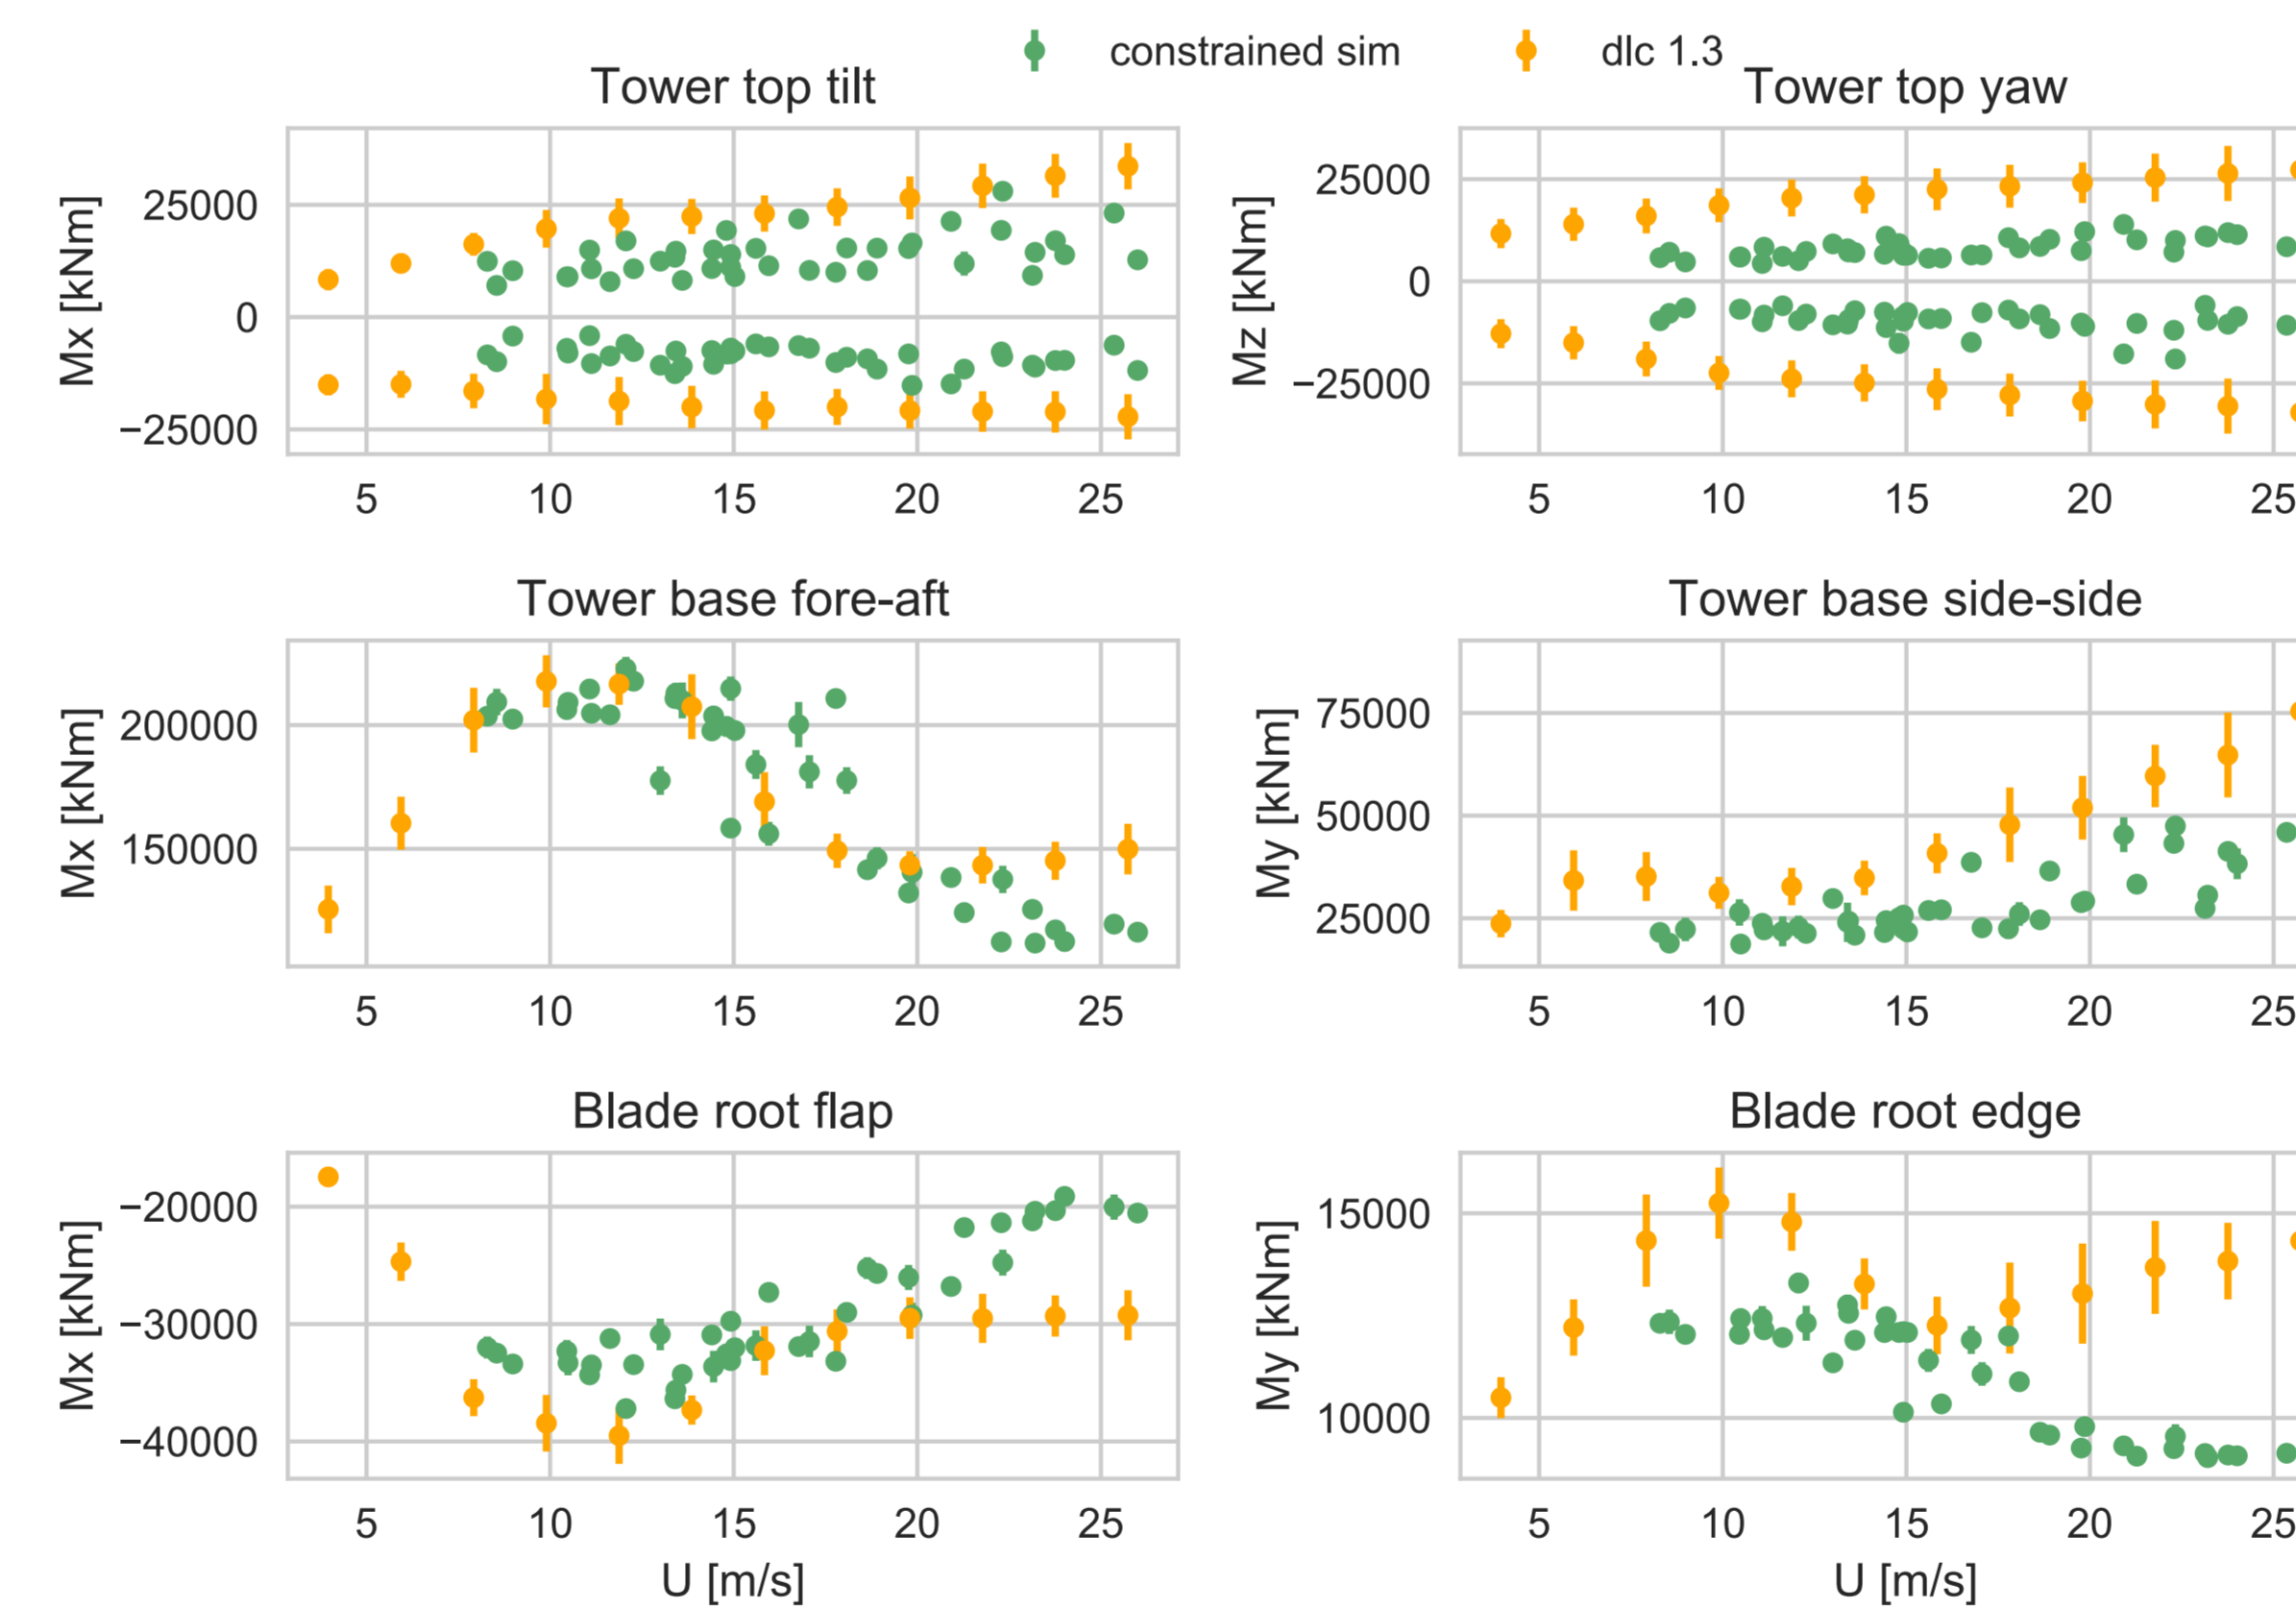 constrained sim dlc 1.3
Tower top tilt Tower top yaw
Mx [kNm]
25000
0
−25000
5 10 15 20 25
Mz [kNm]
25000
0
−25000
5 10 15 20 25
Tower base fore-aft Tower base side-side
Mx [kNm]
200000
150000
5 10 15 20 25
My [kNm]
75000
50000
25000
5 10 15 20 25
Blade root flap Blade root edge
Mx [kNm]
−20000
−30000
−40000
5 10 15 20 25
U [m/s]
My [kNm]
15000
10000
5 10 15 20 25
U [m/s]